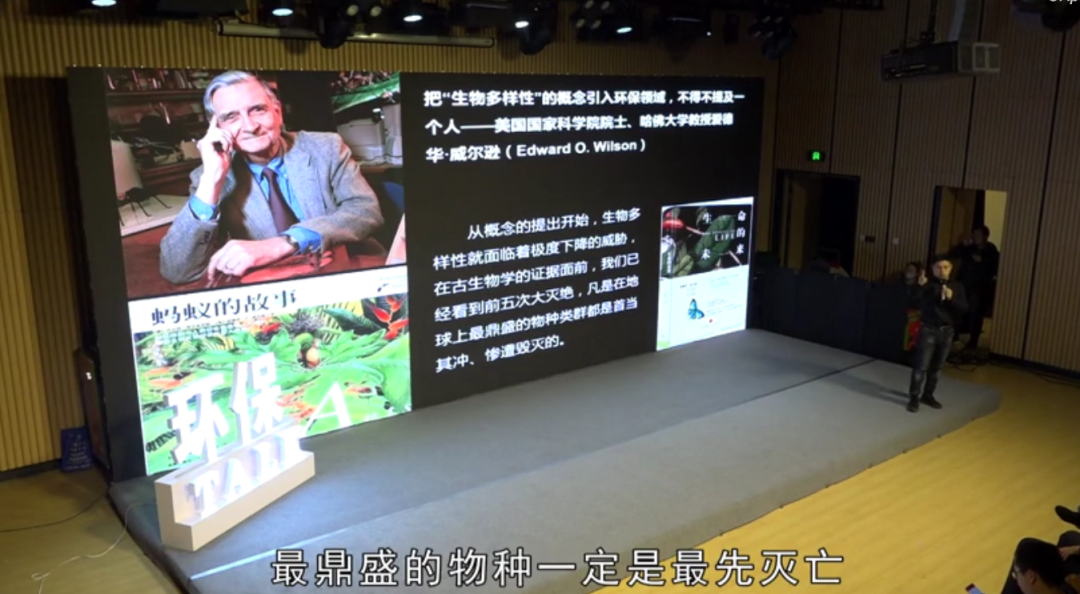 把“生物多样性”的概念引入环保领域，不得不提及一
个人——美国国家科学院院士、哈佛大学教授爱德
华·威尔逊（Edward O. Wilson）
从概念的提出开始，生物多
样性就面临着极度下降的威胁，
在古生物学的证据面前，我们已
经看到前五次大灭绝，凡是在地
球上最鼎盛的物种类群都是首当
其冲、惨遭毁灭的。
生命的未来
LIFE
蚂蚁的故事
环保
TALK
最鼎盛的物种一定是最先灭亡